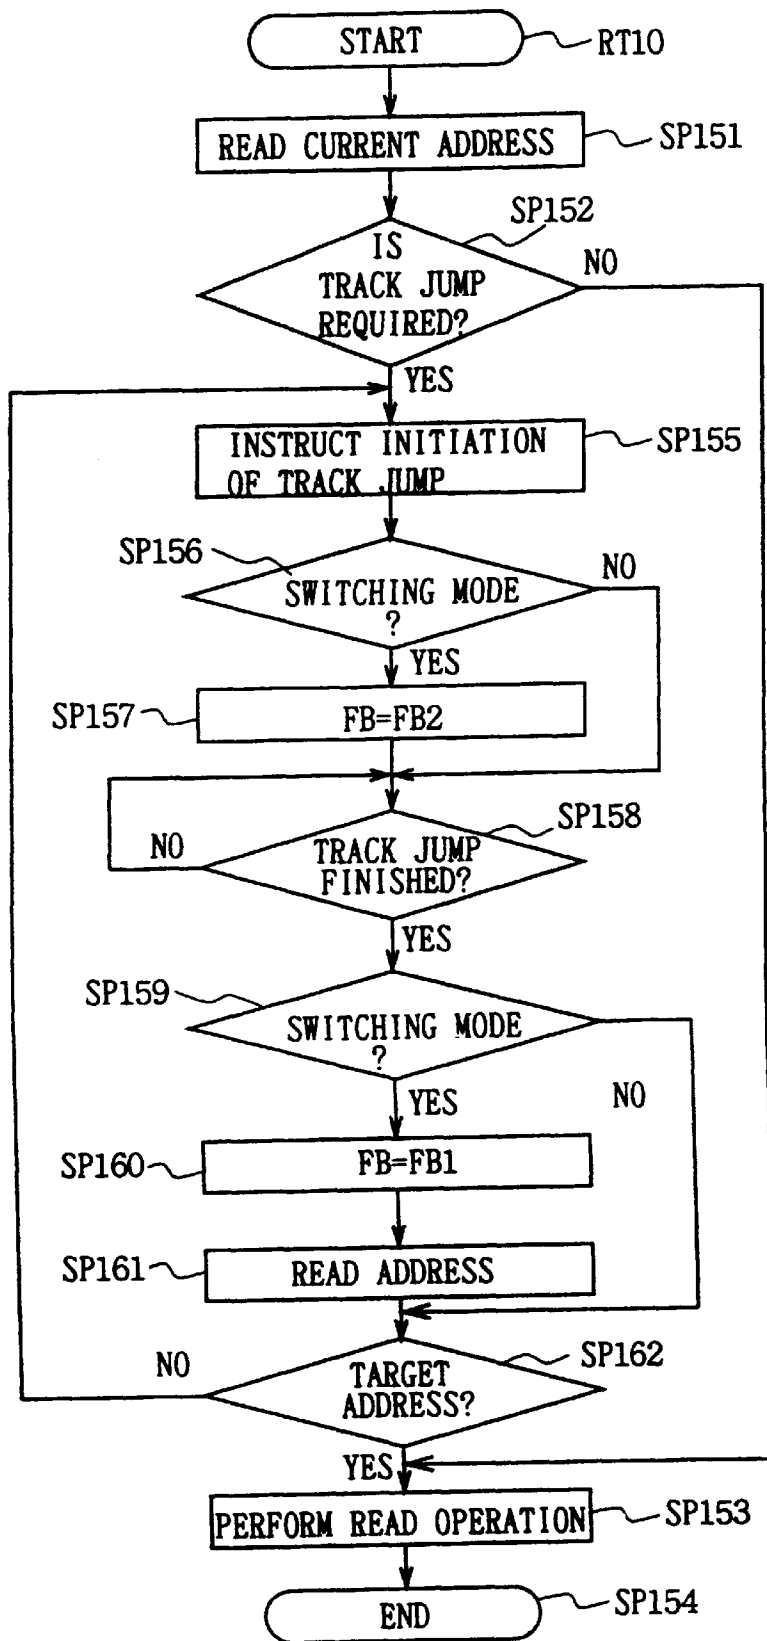 START
RT10
READ CURRENT ADDRESS
SP151
SP152
IS
TRACK JUMP
REQUIRED?
NO
YES
INSTRUCT INITIATION
OF TRACK JUMP
SP155
SP156
SWITCHING MODE
?
NO
YES
SP157
FB=FB2
SP158
TRACK JUMP
FINISHED?
NO
YES
SP159
SWITCHING MODE
?
YES
NO
SP160
FB=FB1
SP161
READ ADDRESS
NO
SP162
TARGET
ADDRESS?
YES
PERFORM READ OPERATION
SP153
END
SP154